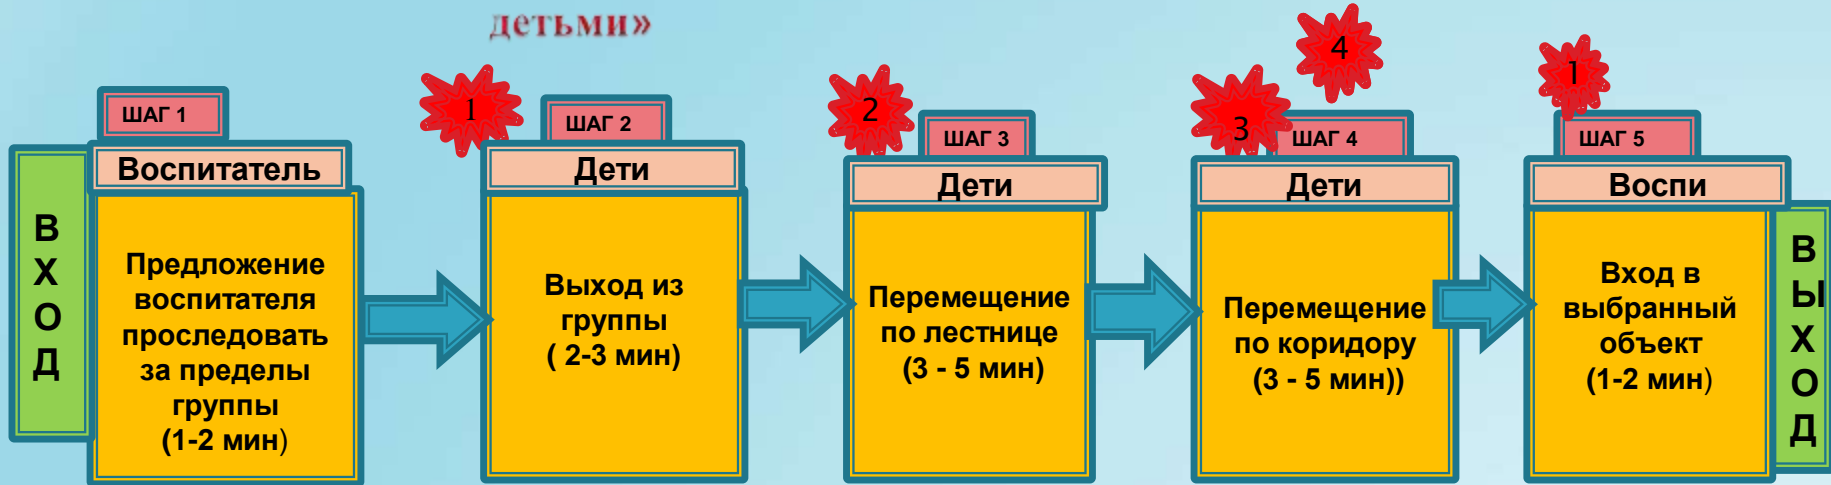 детьми»
1
2
3
4
1
ШАГ 1
ШАГ 2
ШАГ 3
ШАГ 4
ШАГ 5
ВХОД
Воспитатель
Предложение
воспитателя
проследовать
за пределы
группы
(1-2 мин)
Дети
Выход из
группы
( 2-3 мин)
Дети
Перемещение
по лестнице
(3 - 5 мин)
Дети
Перемещение
по коридору
(3 - 5 мин))
Воспи
Вход в
выбранный
объект
(1-2 мин)
ВЫХОД